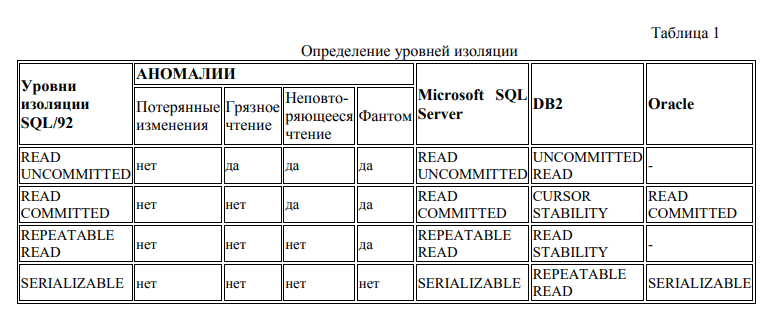 Таблица 1
Определение уровней изоляции
Уровни
изоляции
SQL/92
АНОМАЛИИ
Потерянные
изменения
Грязное
чтение
Неповто-
ряющееся
чтение
Фантом
Microsoft SQL
Server
DB2
Oracle
READ
UNCOMMITTED
нет
да
да
да
READ
UNCOMMITTED
UNCOMMITTED
READ
-
READ
COMMITTED
нет
нет
да
да
READ
COMMITTED
CURSOR
STABILITY
READ
COMMITTED
REPEATABLE
READ
нет
нет
нет
да
REPEATABLE
READ
READ
STABILITY
-
SERIALIZABLE
нет
нет
нет
нет
SERIALIZABLE
REPEATABLE
READ
SERIALIZABLE